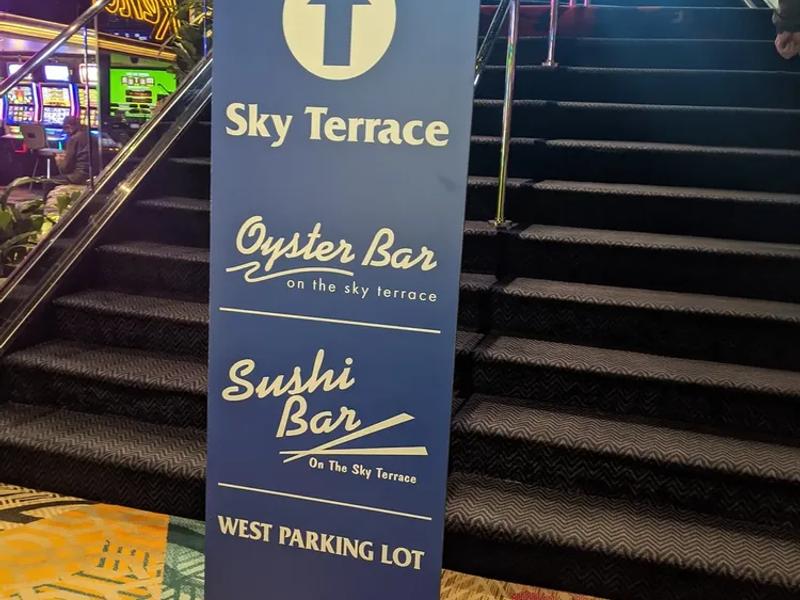 Sky Terrace
Oyster Bar
on the sky terrace
Sushi
Bar
On The Sky Terrace
WEST PARKING LOT